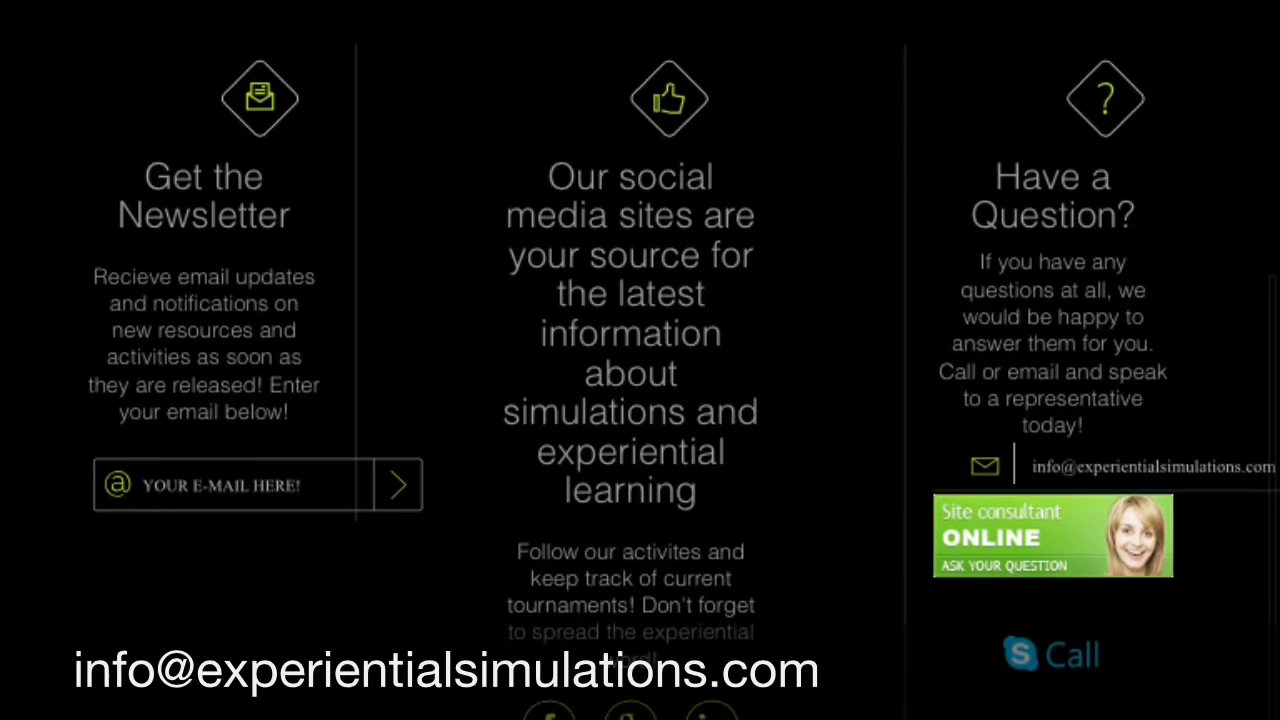 Get the
Newsletter
Recieve email updates
and notifications on
new resources and
activities as soon as
they are released! Enter
your email below!
@ YOUR E-MAIL HERE!
Our social
media sites are
your source for
the latest
information
about
simulations and
experiential
learning
Follow our activites and
keep track of current
tournaments! Don't forget
to spread the experiential
?
Have a
Question?
If you have any
questions at all, we
would be happy to
answer them for you.
Call or email and speak
to a representative
today!
info@experientialsimulations.com
Site consultant
ONLINE
ASK YOUR QUESTION
S Call
info@experientialsimulations.com